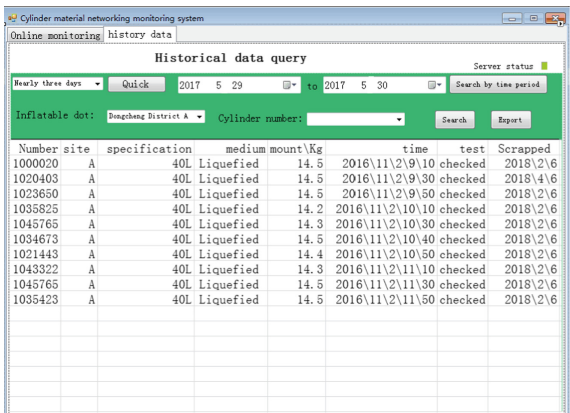 Cylinder material networking monitoring system
Online monitoring history data
Historical data query
Server status
Nearly three days Quick 2017 5 29 to 2017 5 30 Search by time period
Inflatable dot: Dongcheng District A Cylinder number: Search Export
Number site specification medium mount\Kg time test Scrapped
1000020 A 40L Liquefied 14.5 2016\11\2\9\10 checked 2018\2\6
1020403 A 40L Liquefied 14.5 2016\11\2\9\30 checked 2018\4\6
1023650 A 40L Liquefied 14.5 2016\11\2\9\50 checked 2018\2\6
1035825 A 40L Liquefied 14.2 2016\11\2\10\10 checked 2018\2\6
1045765 A 40L Liquefied 14.3 2016\11\2\10\30 checked 2018\2\6
1034673 A 40L Liquefied 14.5 2016\11\2\10\40 checked 2018\2\6
1021443 A 40L Liquefied 14.4 2016\11\2\10\50 checked 2018\2\6
1043322 A 40L Liquefied 14.3 2016\11\2\11\10 checked 2018\2\6
1045765 A 40L Liquefied 14.5 2016\11\2\11\30 checked 2018\2\6
1035423 A 40L Liquefied 14.5 2016\11\2\11\50 checked 2018\2\6